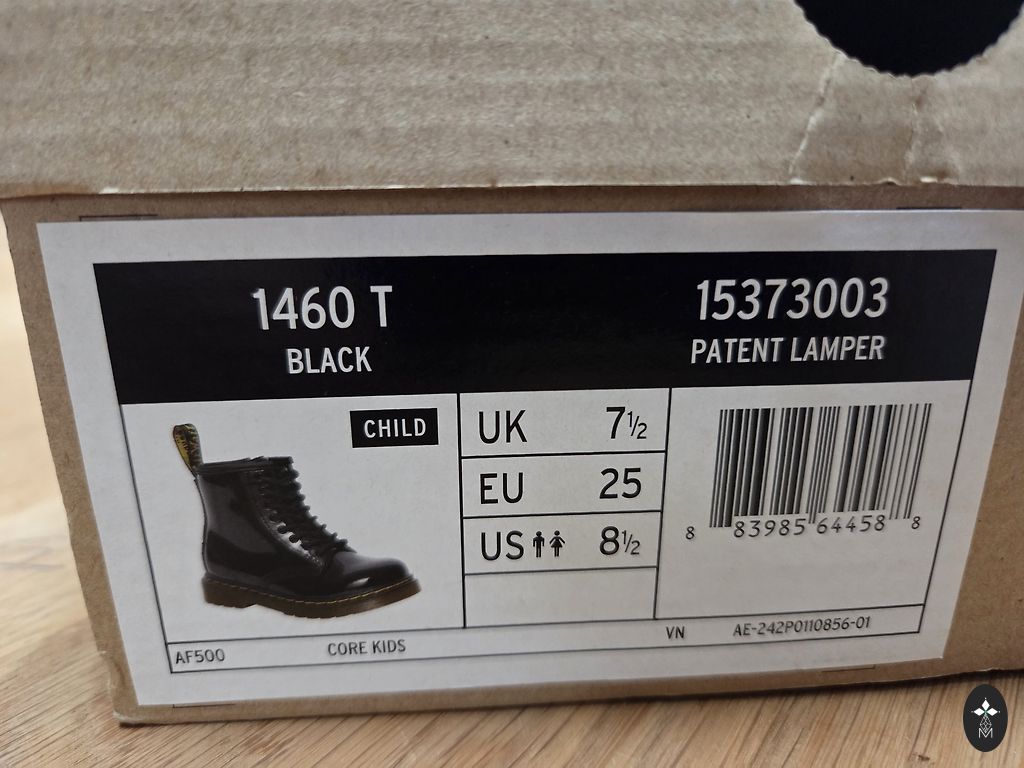 1460 T
BLACK
15373003
PATENT LAMPER
CHILD
UK 7½
EU 25
US 8½
8 83985 64458 8
AF500 CORE KIDS VN AE-242P0110856-01
M